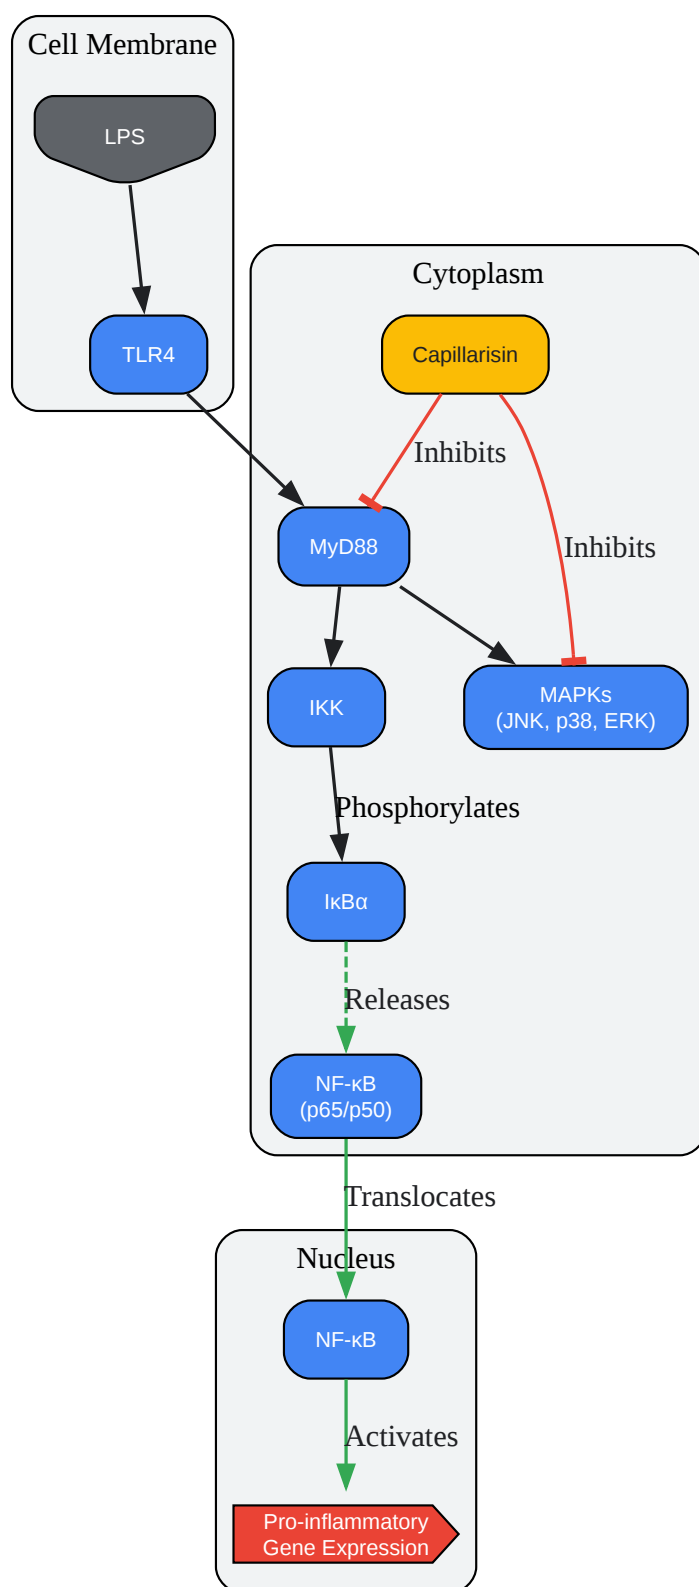 Cell Membrane
LPS
TLR4
Cytoplasm
Capillarisin
Inhibits
Inhibits
MyD88
IKK
MAPKs
(JNK, p38, ERK)
Phosphorylates
IκBα
Releases
NF-κB
(p65/p50)
Translocates
Nucleus
NF-κB
Activates
Pro-inflammatory
Gene Expression